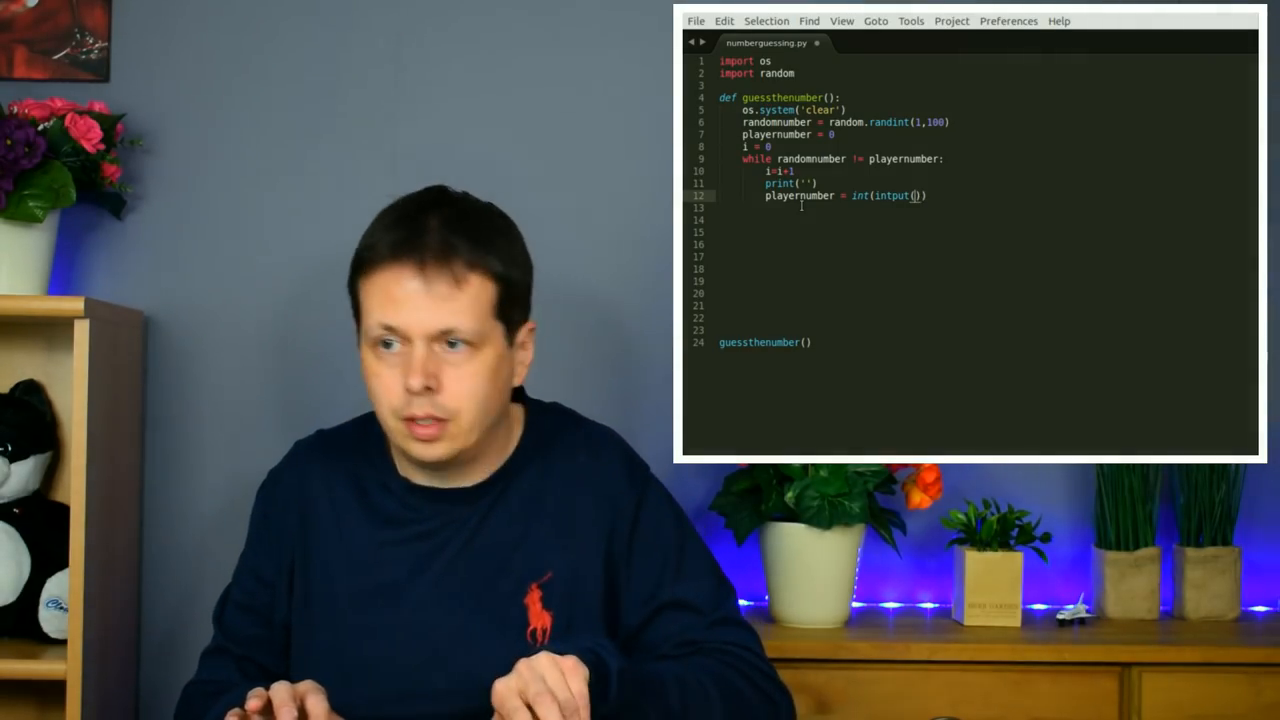 File Edit Selection Find View Goto Tools Project Preferences Help
numberguessing.py
1 import os
2 import random
3
4 def guessthenumber():
5 os.system('clear')
6 randomnumber = random.randint(1,100)
7 playernumber = 0
8 i = 0
9 while randomnumber != playernumber:
10 i=i+1
11 print('')
12 playernumber = int(intput())
13
14
15
16
17
18
19
20
21
22
23
24 guessthenumber()